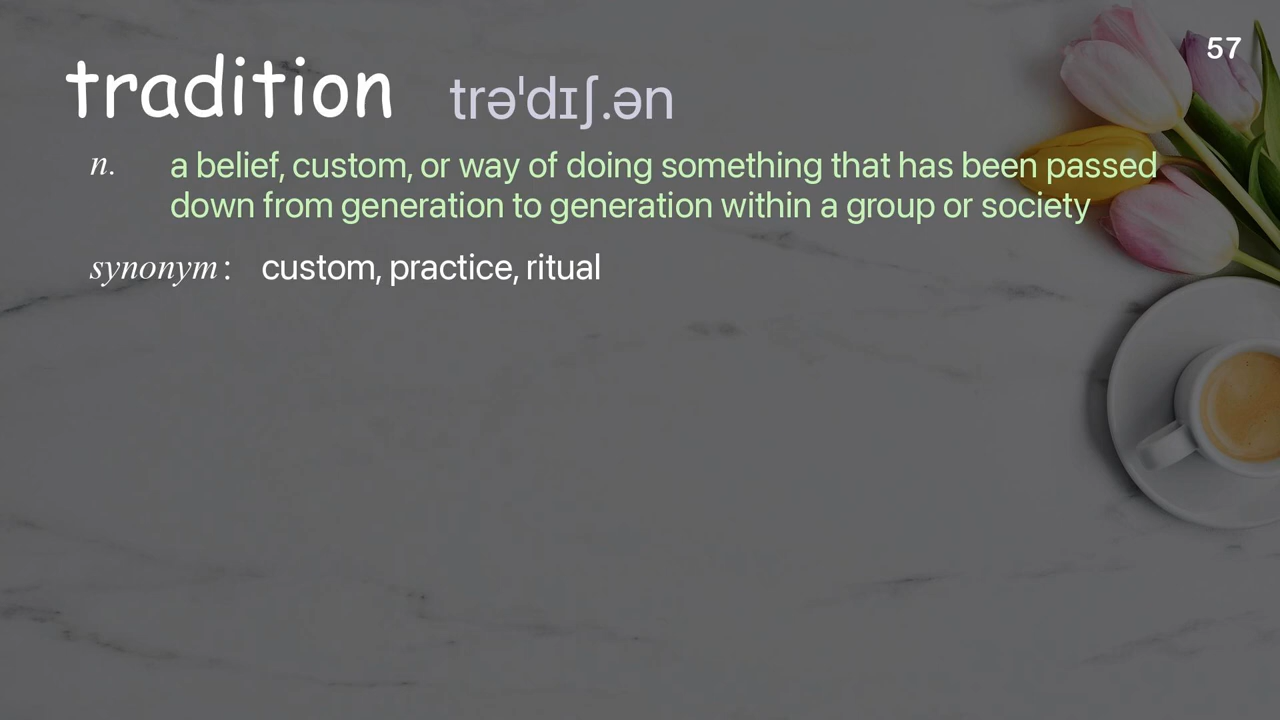 57
tradition trəˈdɪʃ.ən
n. a belief, custom, or way of doing something that has been passed
down from generation to generation within a group or society
synonym: custom, practice, ritual